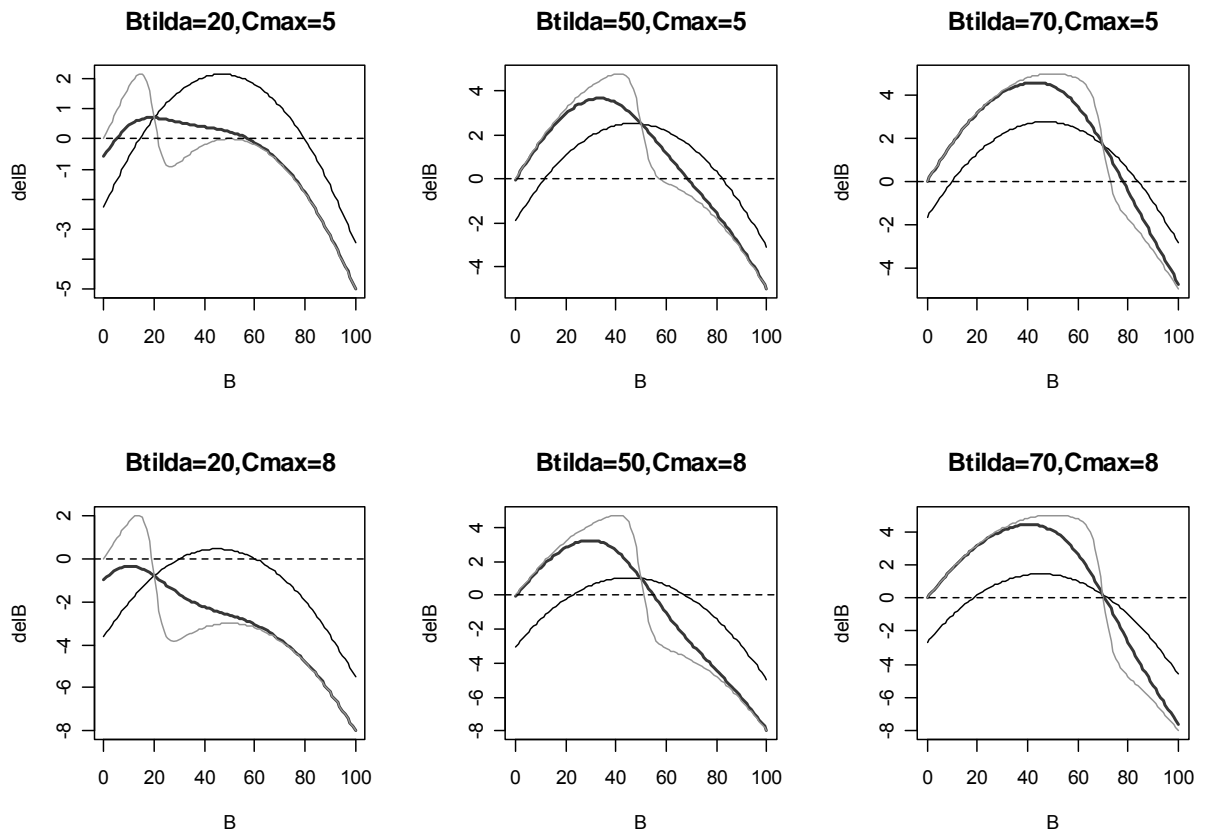 Btilda=20,Cmax=5
Btilda=50,Cmax=5
Btilda=70,Cmax=5
delB
2
1
0
-1
-3
-5
0 20 40 60 80 100
B
delB
4
2
0
-2
-4
0 20 40 60 80 100
B
delB
4
2
0
-2
-4
0 20 40 60 80 100
B
Btilda=20,Cmax=8
Btilda=50,Cmax=8
Btilda=70,Cmax=8
delB
2
0
-2
-4
-6
-8
0 20 40 60 80 100
B
delB
4
2
0
-2
-4
-6
-8
0 20 40 60 80 100
B
delB
4
2
0
-2
-4
-6
-8
0 20 40 60 80 100
B